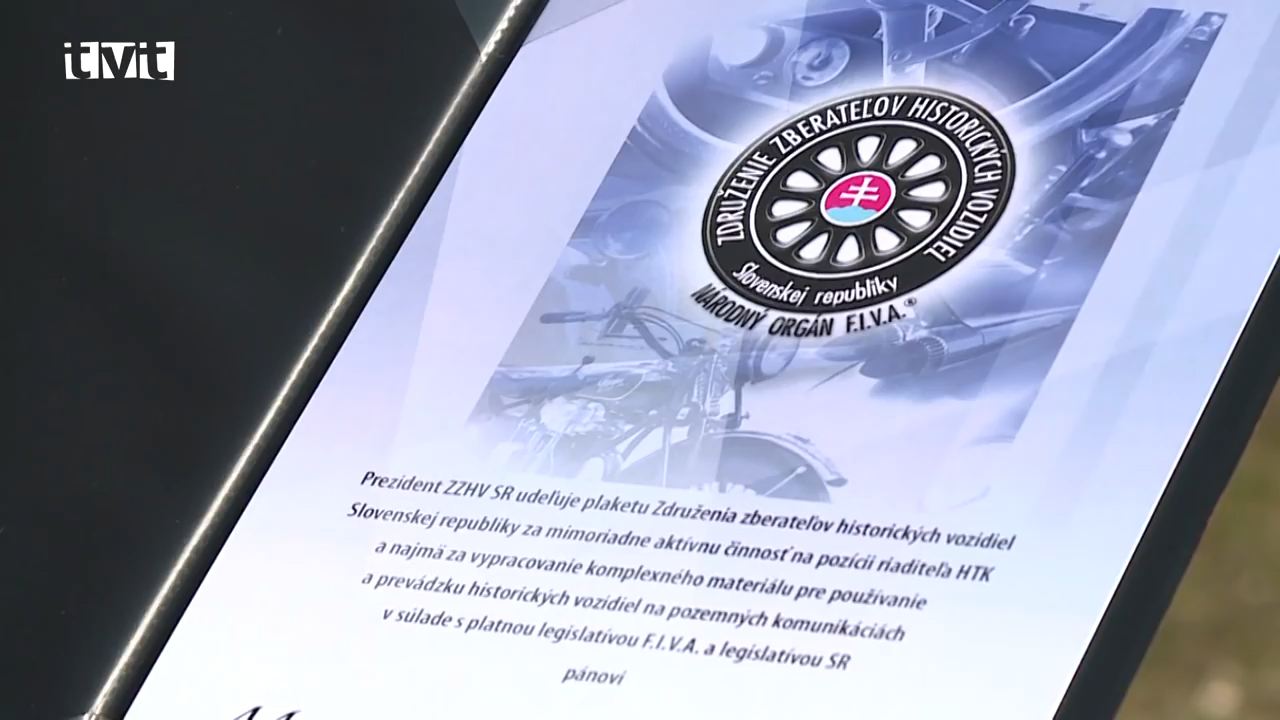 itvit
ZDRUŽENIE ZBERATEĽOV HISTORICKÝCH VOZIDIEL
Slovenskej republiky
NÁRODNÝ ORGÁN F.I.V.A.®
Prezident ZZHV SR udeľuje plaketu Združenia zberateľov historických vozidiel
Slovenskej republiky za mimoriadne aktívnu činnosť na pozícii riaditeľa HTK
a najmä za vypracovanie komplexného materiálu pre používanie
a prevádzku historických vozidiel na pozemných komunikáciách
v súlade s platnou legislatívou F.I.V.A. a legislatívou SR
pánovi